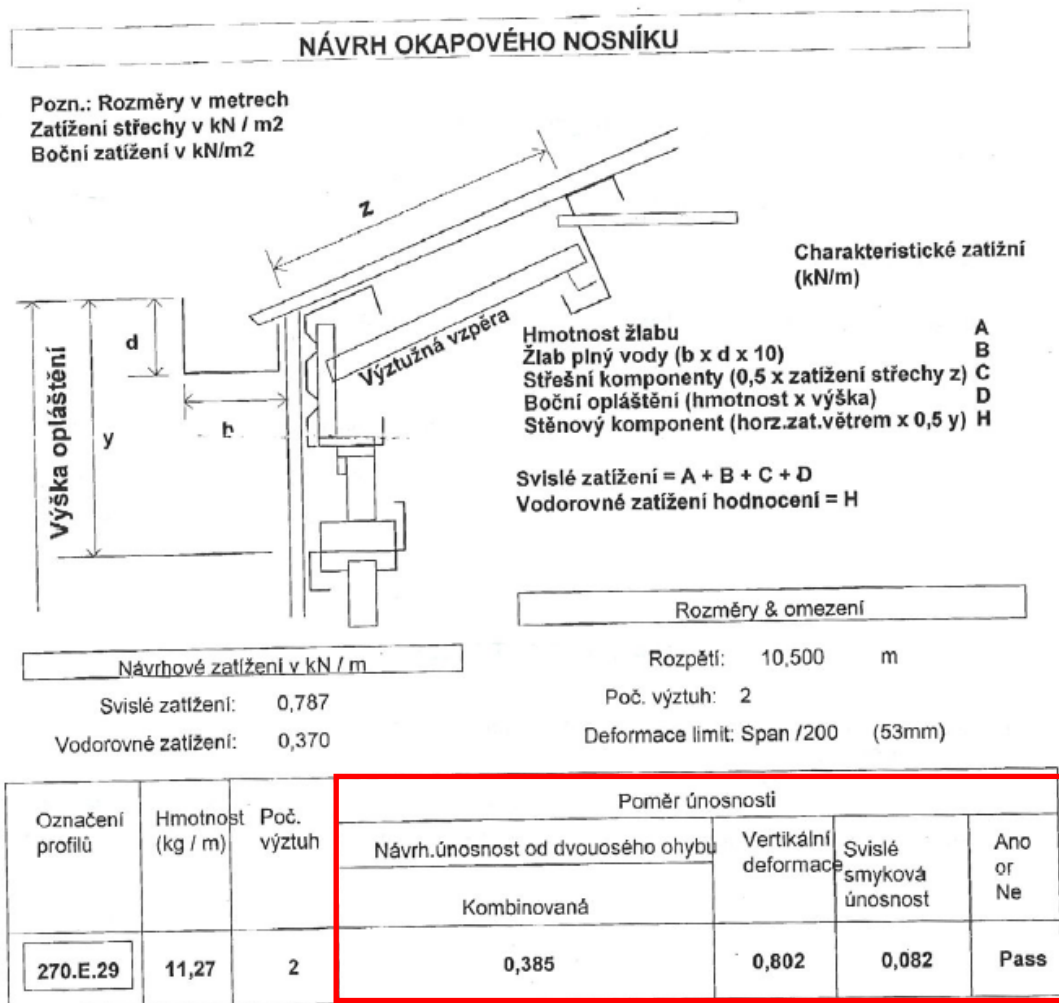 NÁVRH OKAPOVÉHO NOSNÍKU
Pozn.: Rozměry v metrech
Zatížení střechy v kN / m2
Boční zatížení v kN/m2
z
Charakteristické zatížní
(kN/m)
d
b
y
Výška opláštění
Výztužná vzpěra
Hmotnost žlabu A
Žlab plný vody (b x d x 10) B
Střešní komponenty (0,5 x zatížení střechy z) C
Boční opláštění (hmotnost x výška) D
Stěnový komponent (horz.zat.větrem x 0,5 y) H
Svislé zatížení = A + B + C + D
Vodorovné zatížení hodnocení = H
Rozměry & omezení
Návrhové zatížení v kN / m
Rozpětí: 10,500 m
Svislé zatížení: 0,787
Poč. výztuh: 2
Vodorovné zatížení: 0,370
Deformace limit: Span /200 (53mm)
Označení profilů
Hmotnost (kg / m)
Poč. výztuh
Poměr únosnosti
Návrh.únosnost od dvouosého ohybu
Kombinovaná
Vertikální deformace
Svislé smyková únosnost
Ano or Ne
270.E.29 11,27 2 0,385 0,802 0,082 Pass